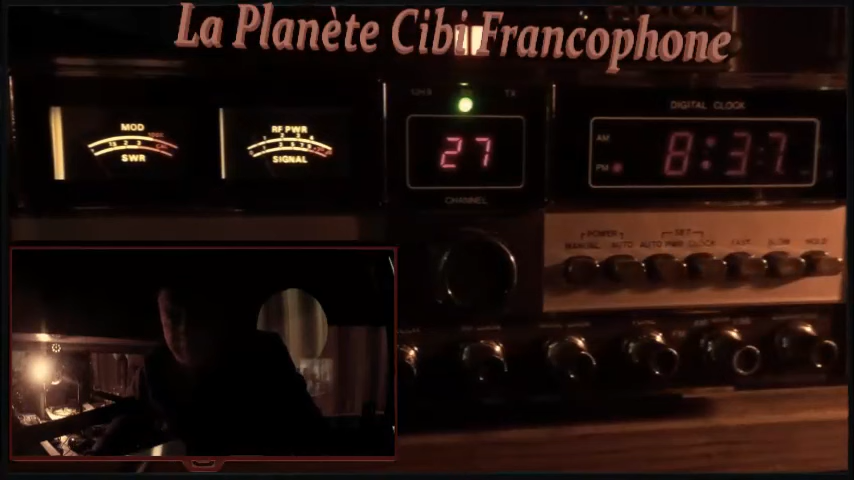 La Planète Cibi Francophone
TX
DIGITAL CLOCK
MOD
SWR
RF PWR
SIGNAL
27
CHANNEL
AM
PM
8:37
POWER
SET
MANUAL AUTO AUTO PWR CLOCK FAST SLOW HOLD